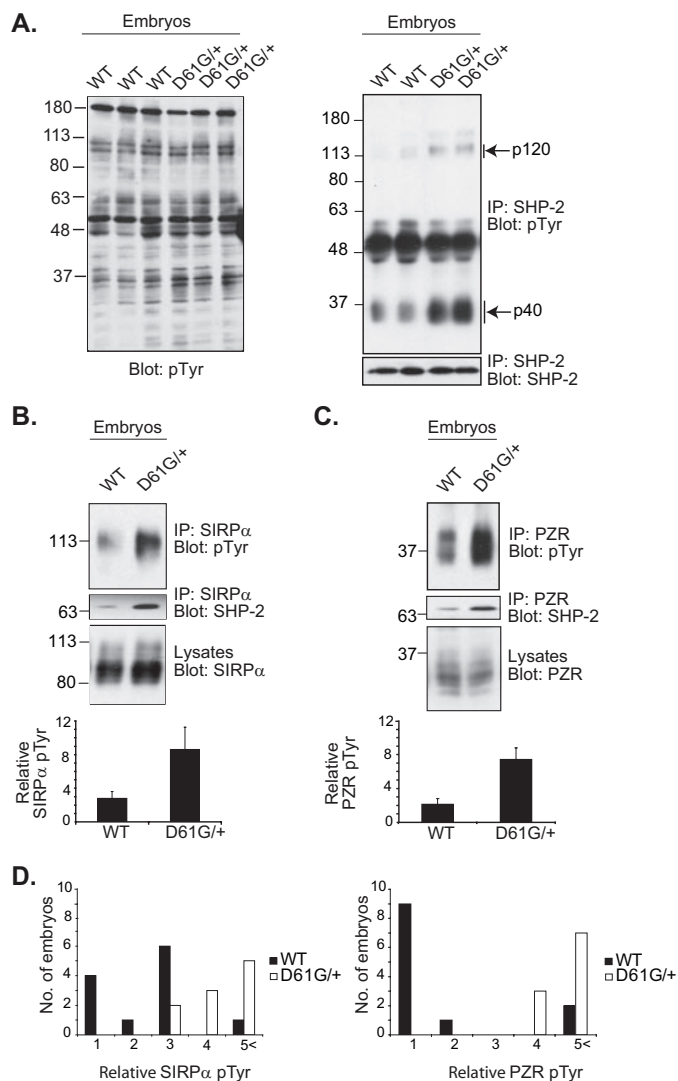 A.
Embryos
WT
WT
WT
D61G/+
D61G/+
D61G/+
180
113
80
63
48
37
Blot: pTyr
Embryos
WT
WT
D61G/+
D61G/+
180
113
80
63
48
37
p120
IP: SHP-2
Blot: pTyr
p40
IP: SHP-2
Blot: SHP-2
B.
Embryos
WT
D61G/+
113
IP: SIRPα
Blot: pTyr
63
IP: SIRPα
Blot: SHP-2
113
80
Lysates
Blot: SIRPα
Relative
SIRPα pTyr
12
8
4
0
WT
D61G/+
C.
Embryos
WT
D61G/+
37
IP: PZR
Blot: pTyr
63
IP: PZR
Blot: SHP-2
37
Lysates
Blot: PZR
Relative
PZR pTyr
12
8
4
0
WT
D61G/+
D.
No. of embryos
10
8
6
4
2
0
1
2
3
4
5<
WT
D61G/+
Relative SIRPα pTyr
No. of embryos
10
8
6
4
2
0
1
2
3
4
5<
WT
D61G/+
Relative PZR pTyr